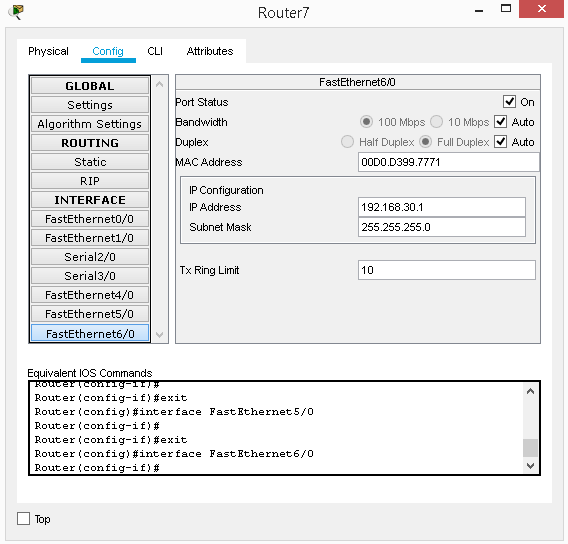 Router7
Physical Config CLI Attributes
GLOBAL
Settings
Algorithm Settings
ROUTING
Static
RIP
INTERFACE
FastEthernet0/0
FastEthernet1/0
Serial2/0
Serial3/0
FastEthernet4/0
FastEthernet5/0
FastEthernet6/0
FastEthernet6/0
Port Status On
Bandwidth 100 Mbps 10 Mbps Auto
Duplex Half Duplex Full Duplex Auto
MAC Address 00D0.D399.7771
IP Configuration
IP Address 192.168.30.1
Subnet Mask 255.255.255.0
Tx Ring Limit 10
Equivalent IOS Commands
Router(config-if)#
Router(config-if)#exit
Router(config)#interface FastEthernet5/0
Router(config-if)#
Router(config-if)#exit
Router(config)#interface FastEthernet6/0
Router(config-if)#
Top